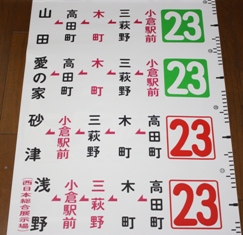 23
小倉駅前
三萩野
木町
高田町
山田
23
小倉駅前
三萩野
木町
高田町
愛の家
23
高田町
木町
三萩野
小倉駅前
砂津
23
高田町
木町
三萩野
小倉駅前
浅野
(西日本総合展示場)